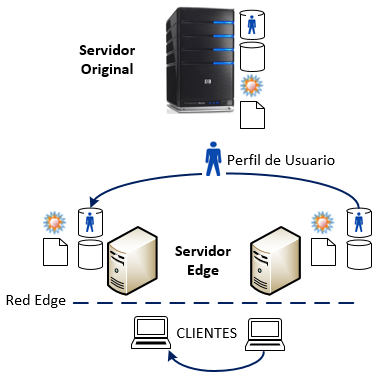 Servidor
Original
Perfil de Usuario
Servidor
Edge
Red Edge
CLIENTES